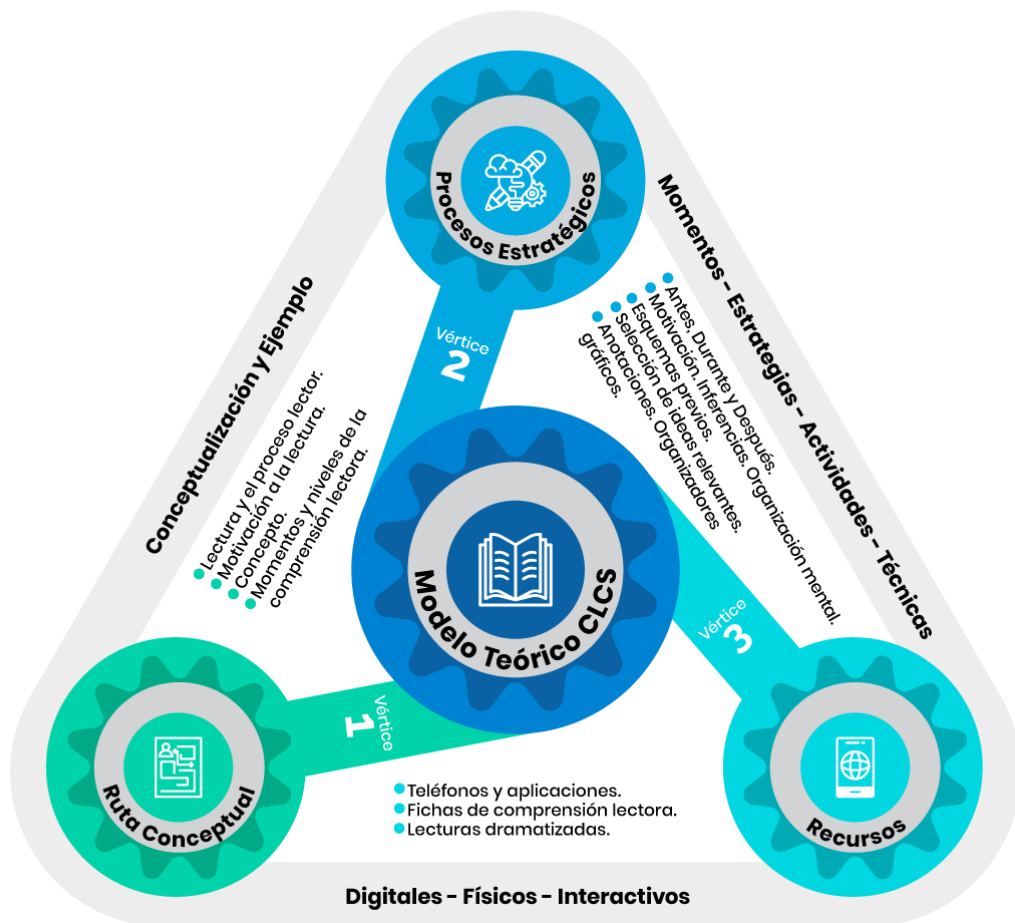 Procesos Estratégicos
Vértice
2
Conceptualización y Ejemplo
Lectura y el proceso lector.
Motivación a la lectura.
Concepto.
Momentos y niveles de la
comprensión lectora.
Momentos - Estrategias - Actividades - Técnicas
Antes, Durante y Después.
Motivación. Inferencias. Organización mental.
Esquemas previos.
Selección de ideas relevantes.
Anotaciones. Organizadores
gráficos.
Modelo Teórico CLCS
Vértice
1
Vértice
3
Ruta Conceptual
Recursos
Teléfonos y aplicaciones.
Fichas de comprensión lectora.
Lecturas dramatizadas.
Digitales - Físicos - Interactivos